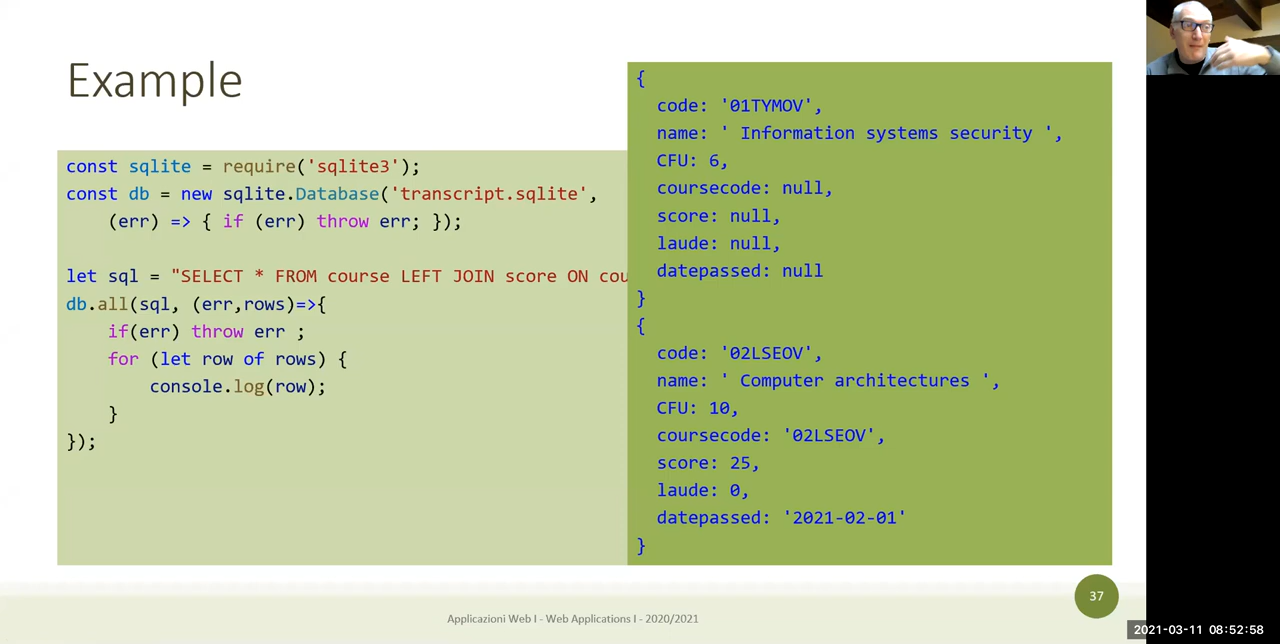 Example
const sqlite = require('sqlite3');
const db = new sqlite.Database('transcript.sqlite',
(err) => { if (err) throw err; });
let sql = "SELECT * FROM course LEFT JOIN score ON cou
db.all(sql, (err,rows)=>{
if(err) throw err ;
for (let row of rows) {
console.log(row);
}
});
{
code: '01TYMOV',
name: ' Information systems security ',
CFU: 6,
coursecode: null,
score: null,
laude: null,
datepassed: null
}
{
code: '02LSEOV',
name: ' Computer architectures ',
CFU: 10,
coursecode: '02LSEOV',
score: 25,
laude: 0,
datepassed: '2021-02-01'
}
Applicazioni Web I - Web Applications I - 2020/2021
37
2021-03-11 08:52:58